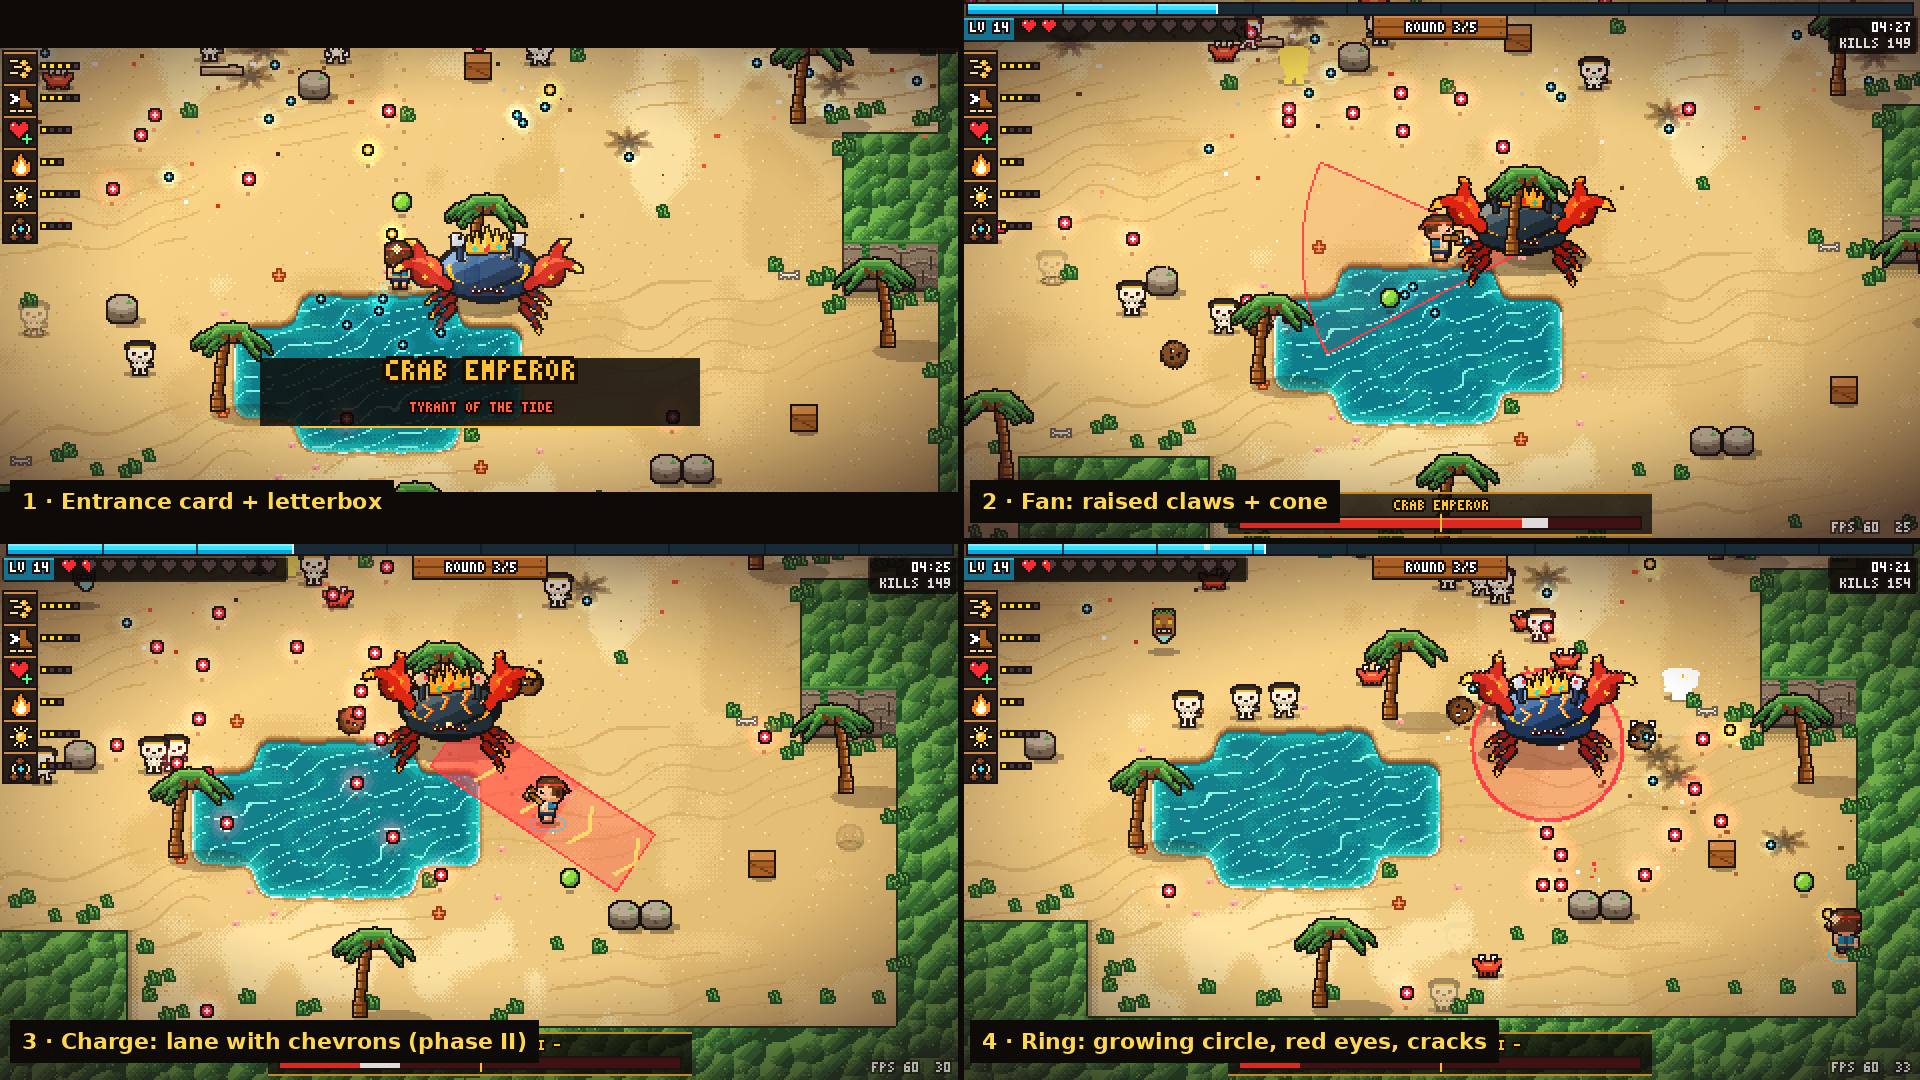 CRAB EMPEROR
TYRANT OF THE TIDE
1 · Entrance card + letterbox
LV 14
ROUND 3/5
04:27
KILLS 149
CRAB EMPEROR
2 · Fan: raised claws + cone
FPS 60 25
LV 14
ROUND 3/5
04:25
KILLS 149
3 · Charge: lane with chevrons (phase II)
I -
FPS 60 30
LV 14
ROUND 3/5
04:21
KILLS 154
4 · Ring: growing circle, red eyes, cracks
I -
FPS 60 33